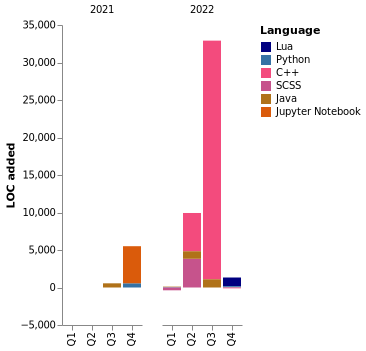 2021
2022
35,000
30,000
25,000
20,000
15,000
10,000
5,000
0
−5,000
LOC added
Q1
Q2
Q3
Q4
Q1
Q2
Q3
Q4
Language
Lua
Python
C++
SCSS
Java
Jupyter Notebook